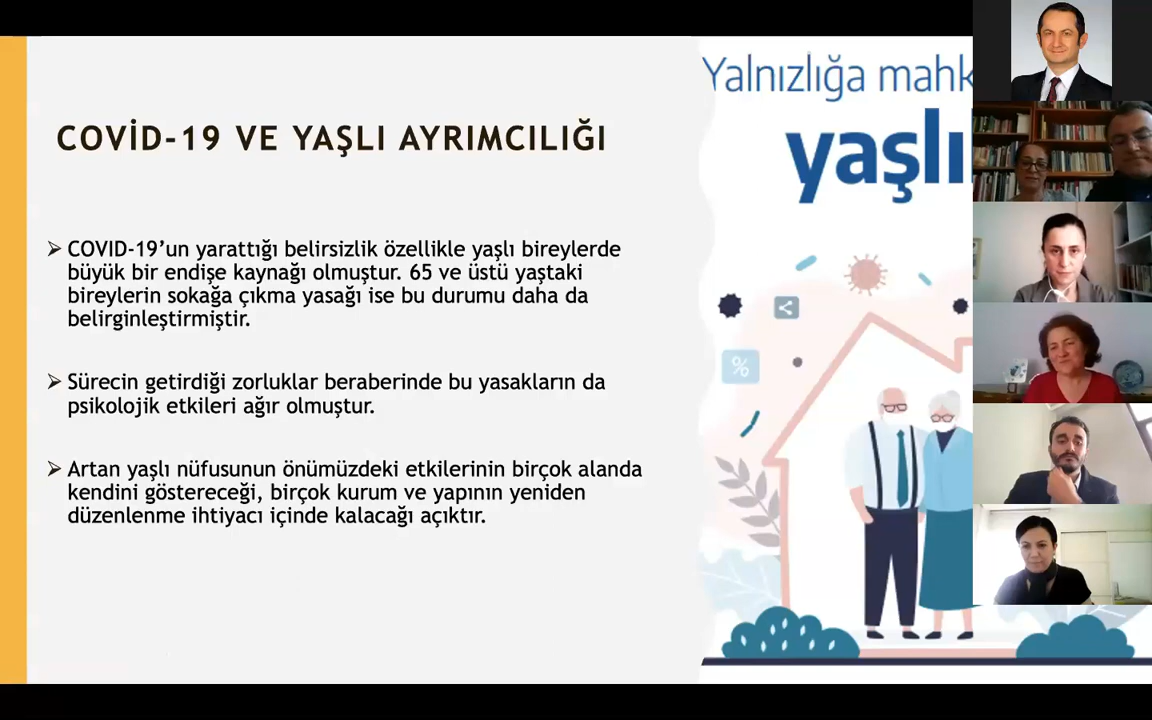 COVİD-19 VE YAŞLI AYRIMCILIĞI
➢ COVID-19’un yarattığı belirsizlik özellikle yaşlı bireylerde
büyük bir endişe kaynağı olmuştur. 65 ve üstü yaştaki
bireylerin sokağa çıkma yasağı ise bu durumu daha da
belirginleştirmiştir.
➢ Sürecin getirdiği zorluklar beraberinde bu yasakların da
psikolojik etkileri ağır olmuştur.
➢ Artan yaşlı nüfusunun önümüzdeki etkilerinin birçok alanda
kendini göstereceği, birçok kurum ve yapının yeniden
düzenlenme ihtiyacı içinde kalacağı açıktır.
Yalnızlığa mahk
yaşlı
%